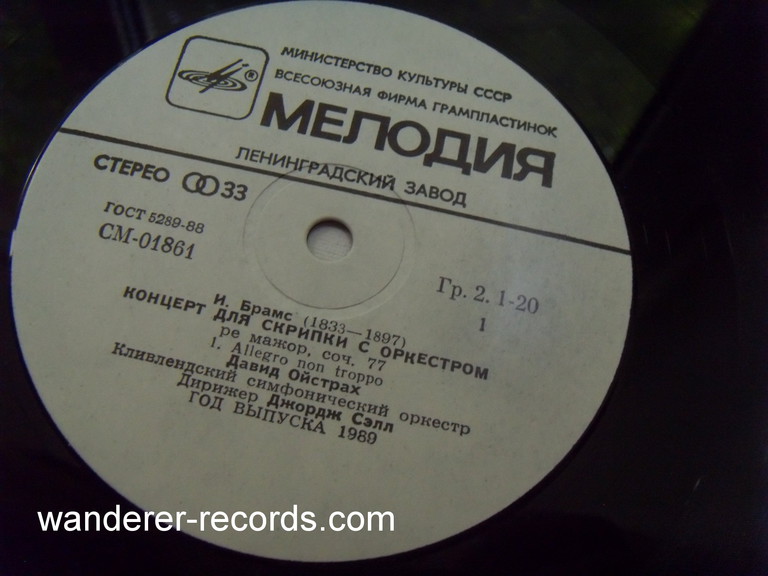 МИНИСТЕРСТВО КУЛЬТУРЫ СССР
ВСЕСОЮЗНАЯ ФИРМА ГРАМПЛАСТИНОК
®
МЕЛОДИЯ
ЛЕНИНГРАДСКИЙ ЗАВОД
СТЕРЕО 33
ГОСТ 5289-88
СМ-01861
Гр. 2. 1-20
1
И. Брамс (1833—1897)
КОНЦЕРТ ДЛЯ СКРИПКИ С ОРКЕСТРОМ
ре мажор, соч. 77
1. Allegro non troppo
Давид Ойстрах
Кливлендский симфонический оркестр
Дирижер Джордж Сэлл
ГОД ВЫПУСКА 1989
wanderer-records.com